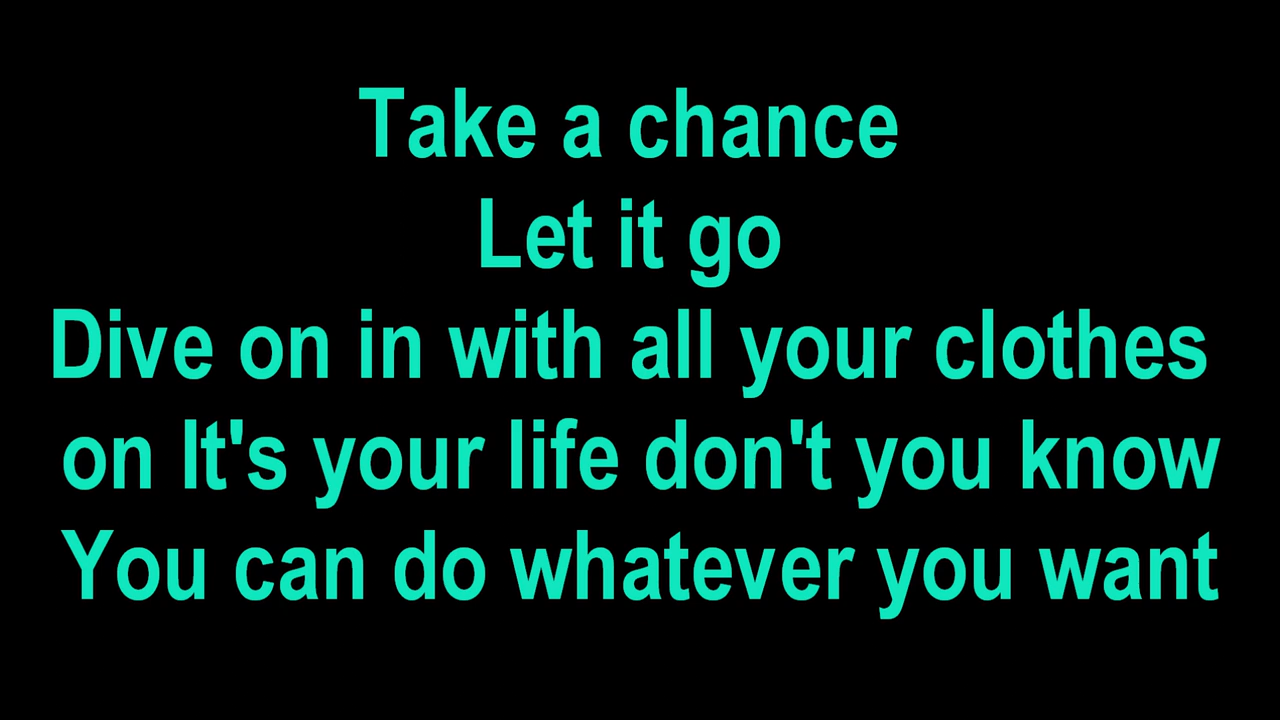 Take a chance
Let it go
Dive on in with all your clothes
on It's your life don't you know
You can do whatever you want